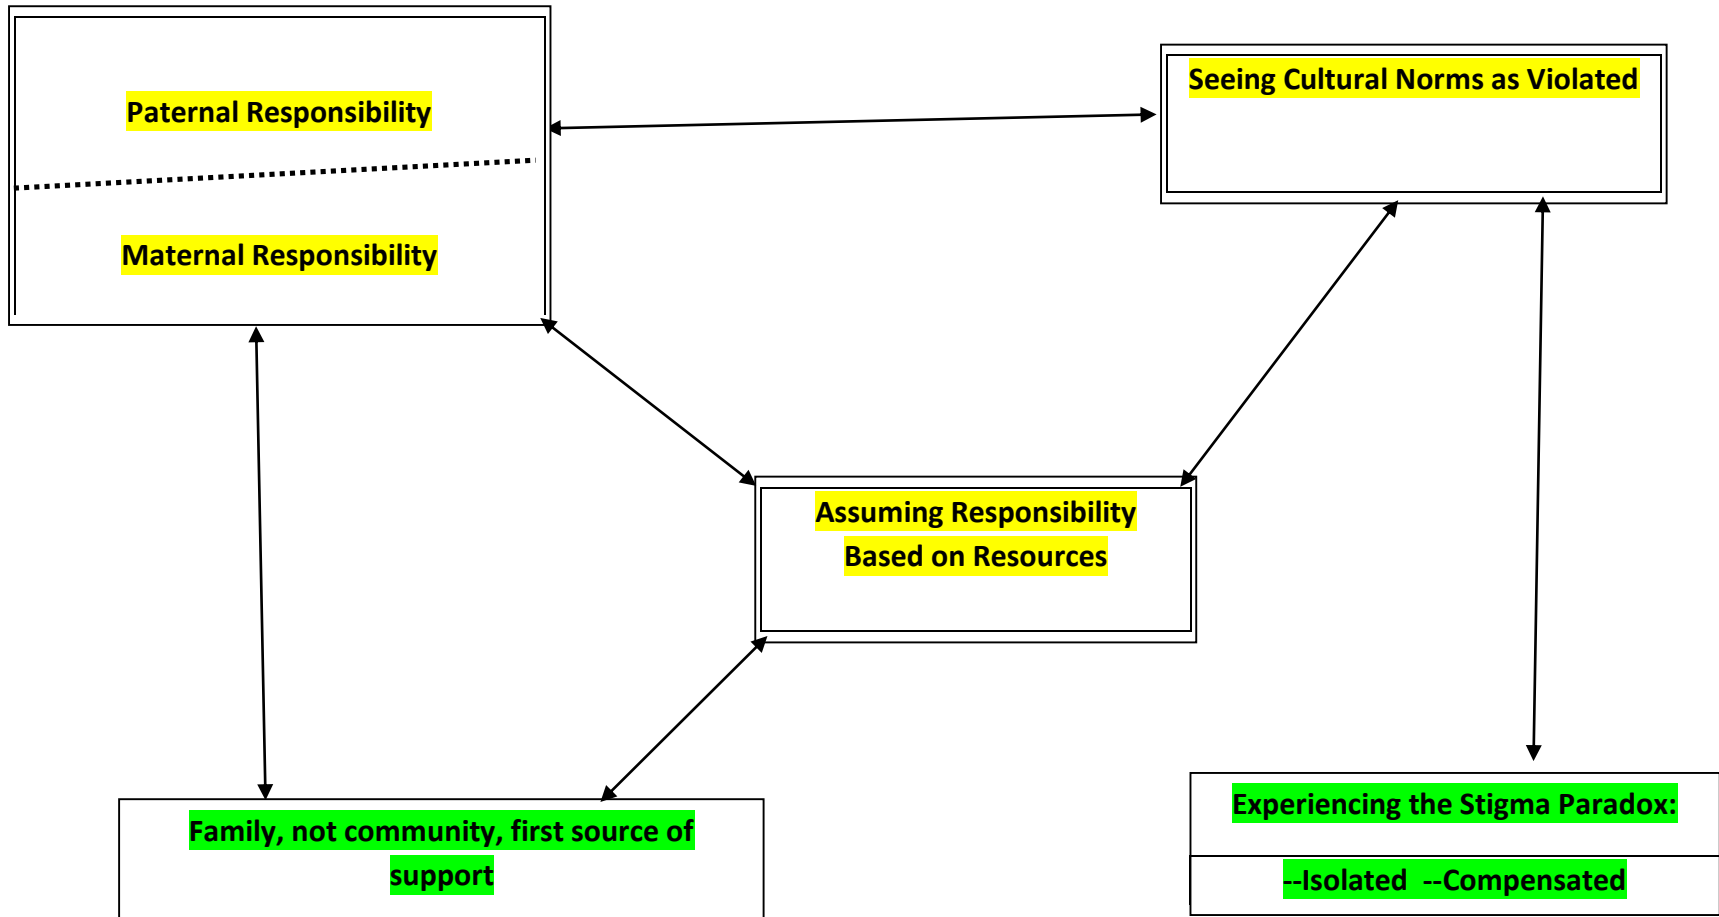 Paternal Responsibility
Maternal Responsibility
Seeing Cultural Norms as Violated
Assuming Responsibility
Based on Resources
Family, not community, first source of
support
Experiencing the Stigma Paradox:
--Isolated  --Compensated